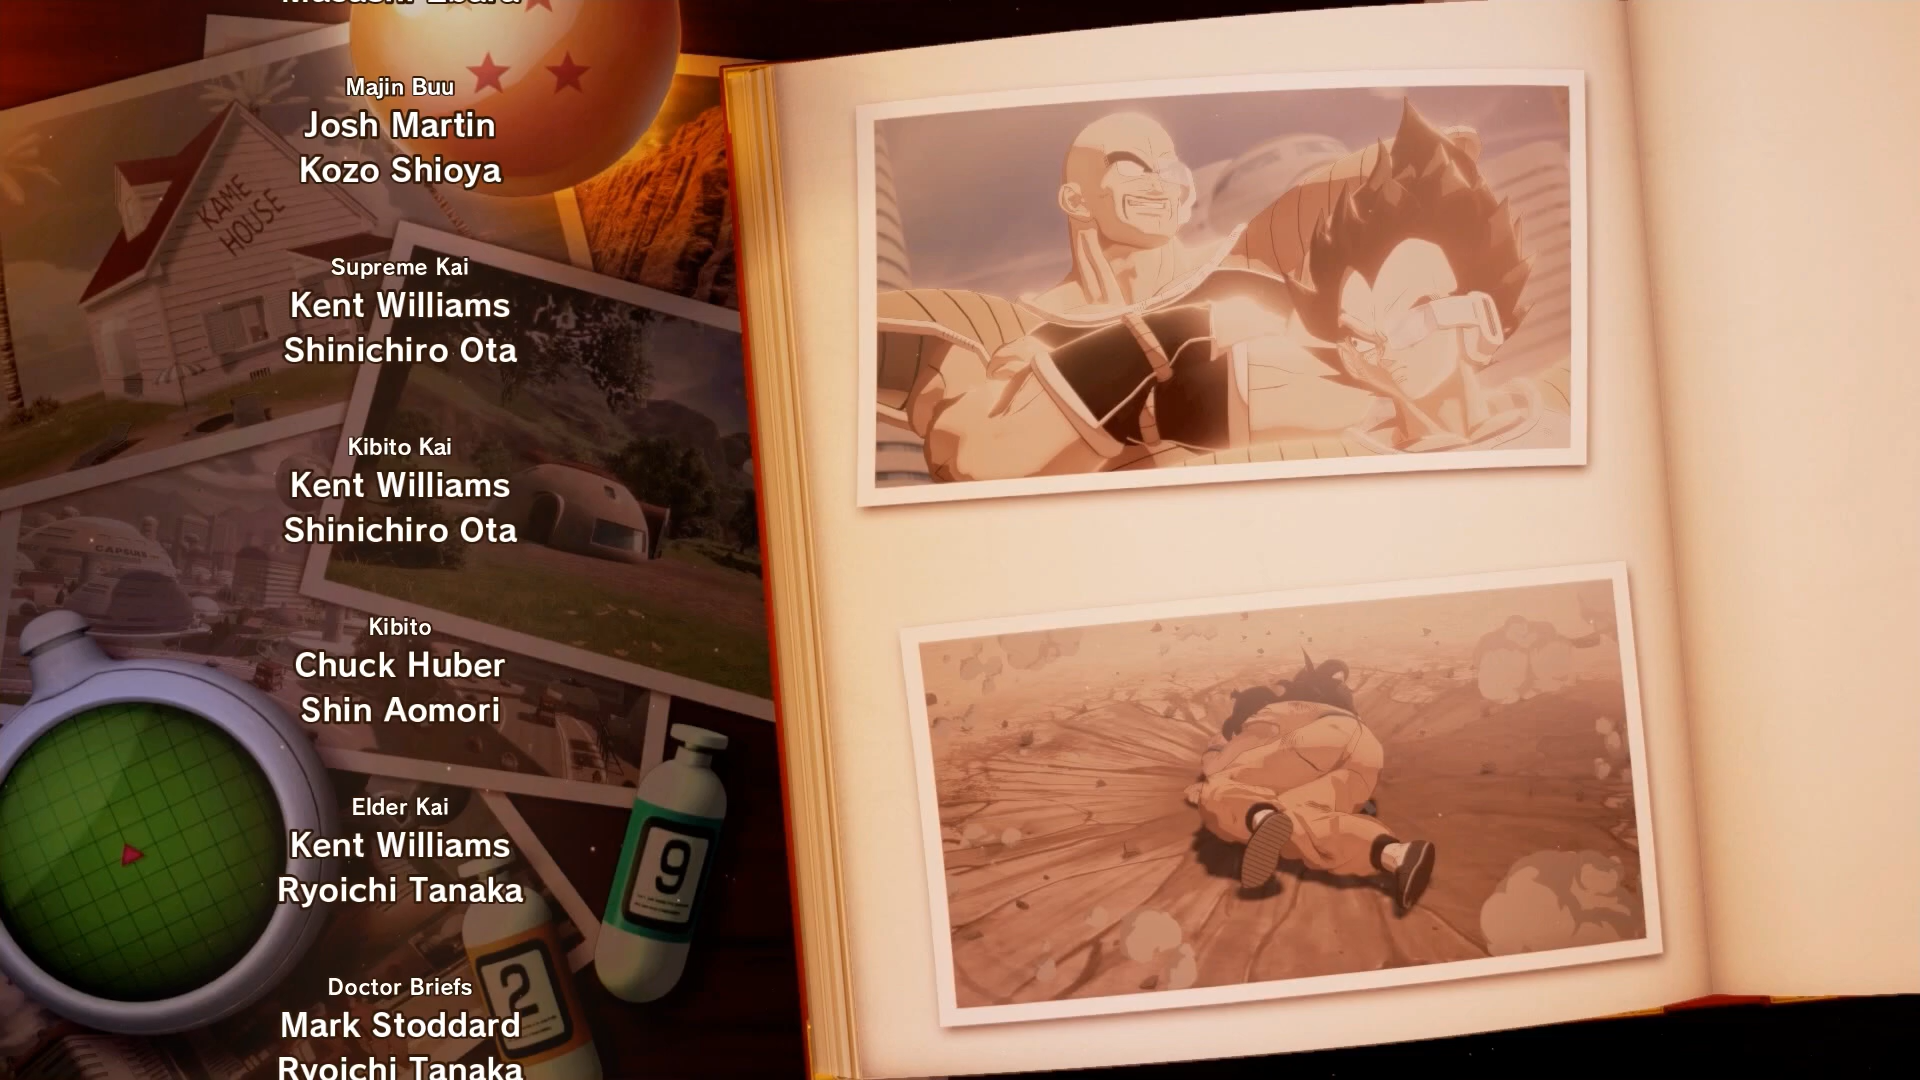 Majin Buu
Josh Martin
Kozo Shioya
Supreme Kai
Kent Williams
Shinichiro Ota
Kibito Kai
Kent Williams
Shinichiro Ota
Kibito
Chuck Huber
Shin Aomori
Elder Kai
Kent Williams
Ryoichi Tanaka
Doctor Briefs
Mark Stoddard
Ryoichi Tanaka
KAME
HOUSE
CAPSULE
9
2